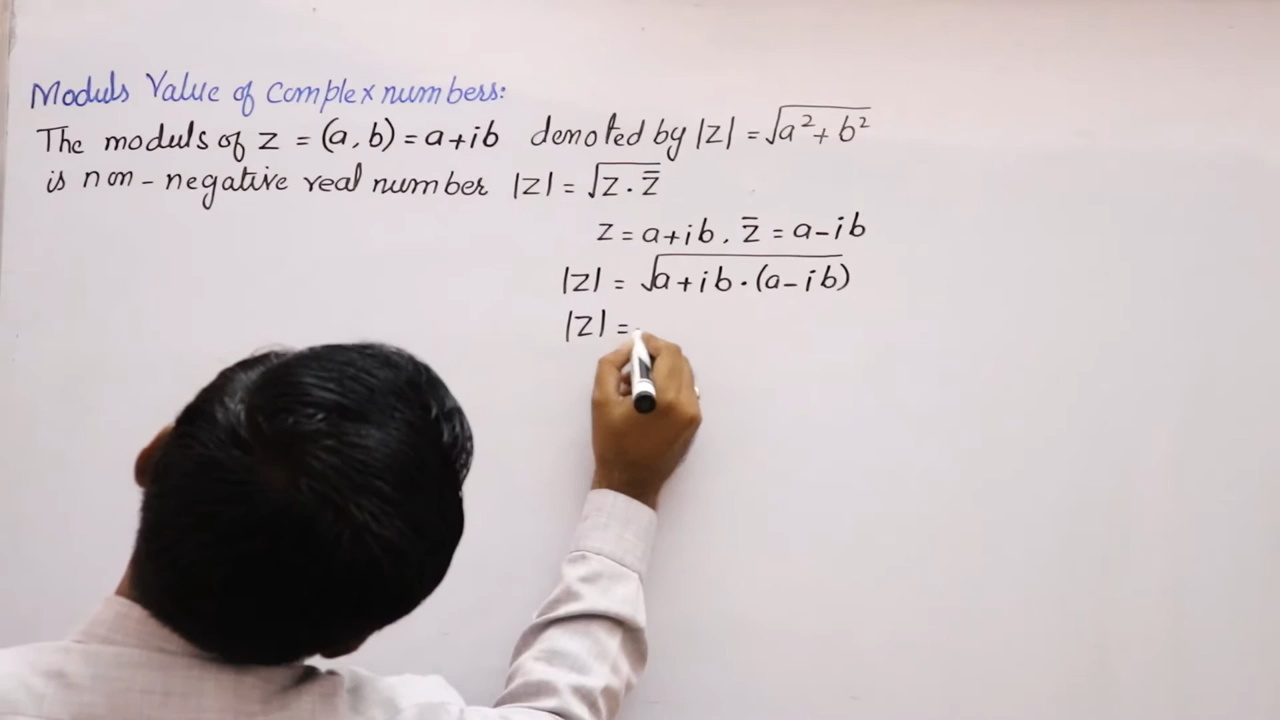 Moduls Value of complex numbers:
The moduls of z = (a, b) = a+ib denoted by |z| = √a²+b²
is non-negative real number |z| = √z·z̄
z = a+ib, z̄ = a-ib
|z| = √a+ib·(a-ib)
|z| =